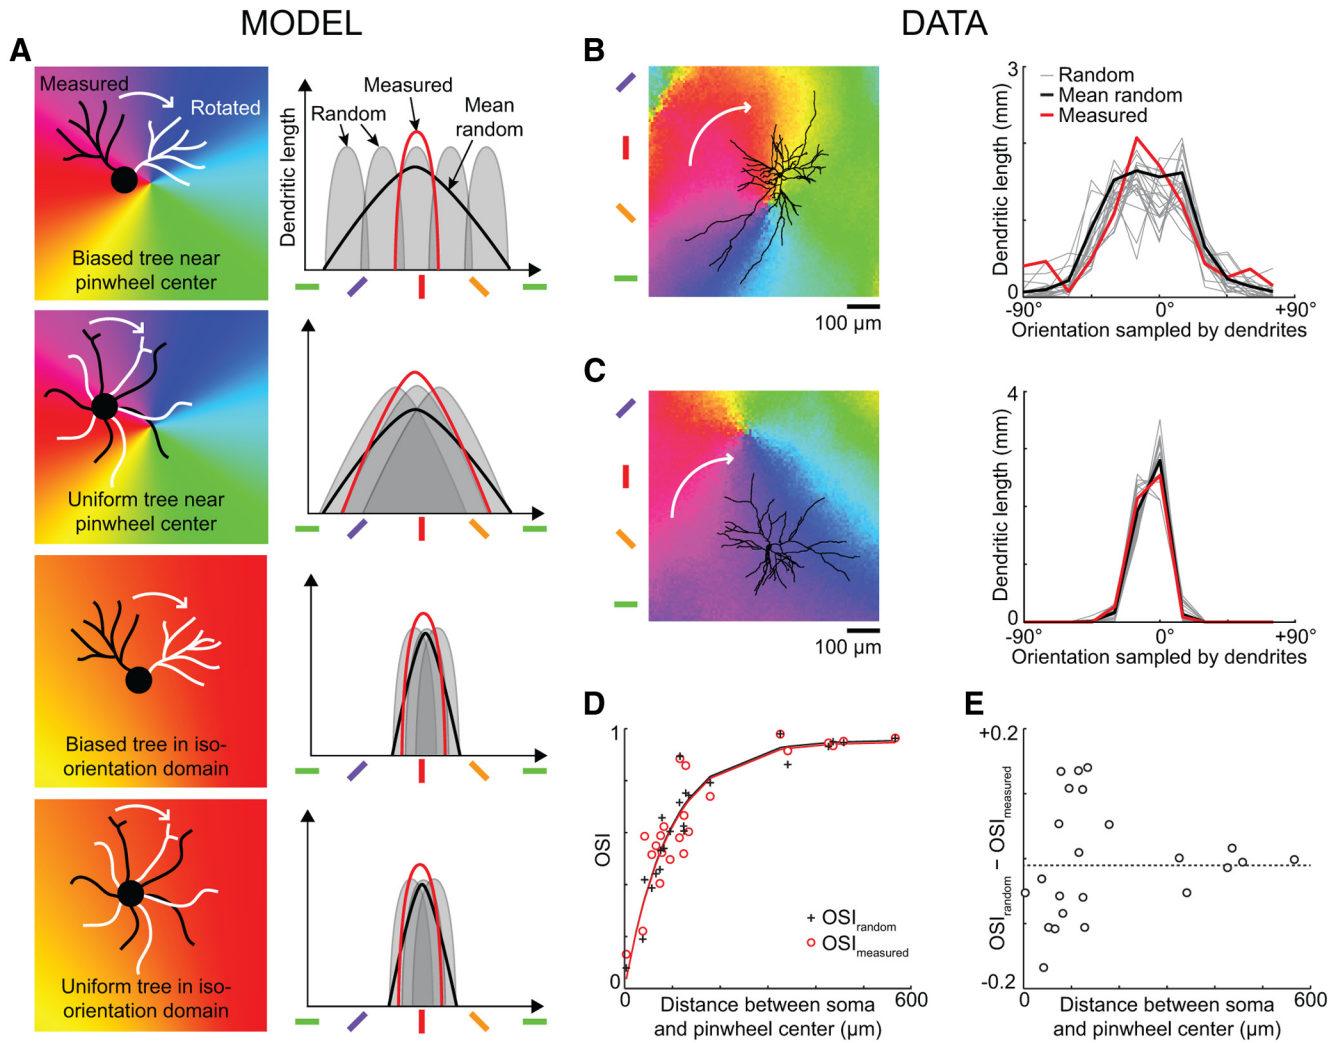 MODEL
DATA
A
Measured
Rotated
Biased tree near
pinwheel center
Dendritic length
Measured
Random
Mean
random
Uniform tree near
pinwheel center
Biased tree in iso-
orientation domain
Uniform tree in iso-
orientation domain
B
100 µm
3
Dendritic length (mm)
0
Random
Mean random
Measured
-90°
0°
+90°
Orientation sampled by dendrites
C
100 µm
4
Dendritic length (mm)
0
-90°
0°
+90°
Orientation sampled by dendrites
D
1
OSI
0
+ OSIrandom
OSImeasured
0
600
Distance between soma
and pinwheel center (µm)
E
+0.2
OSIrandom − OSImeasured
-0.2
0
600
Distance between soma
and pinwheel center (µm)